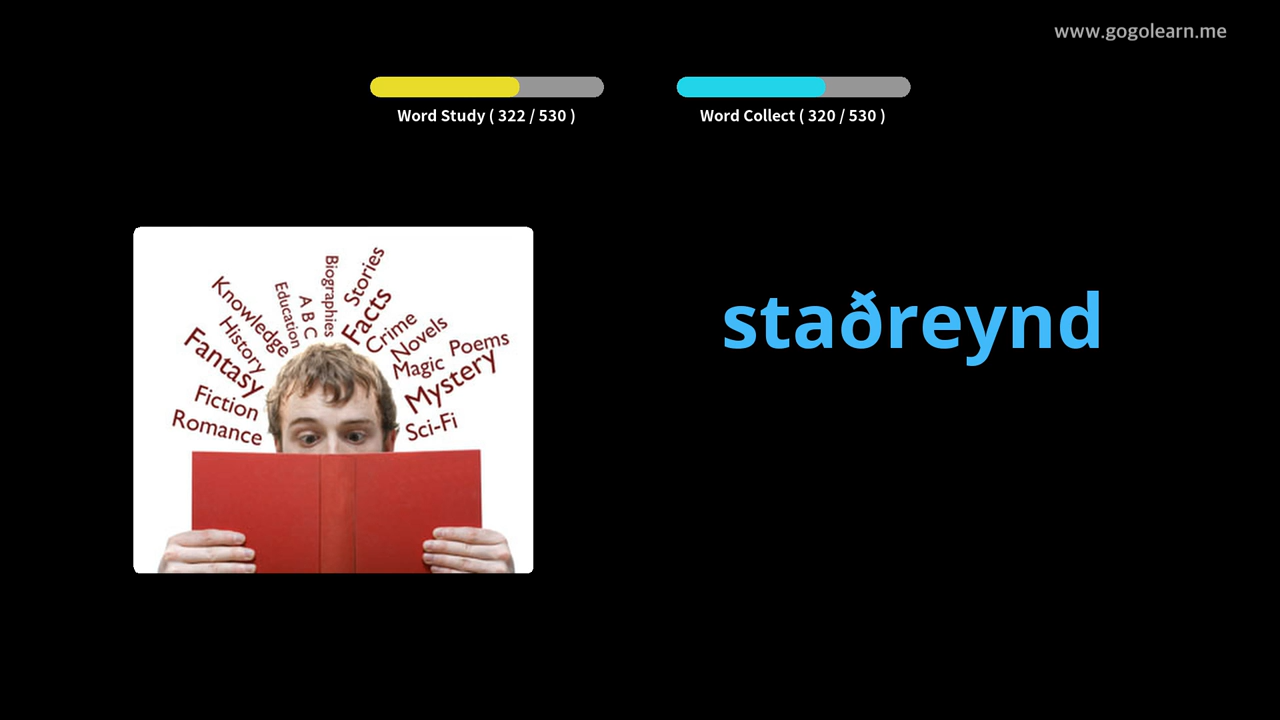 www.gogolearn.me
Word Study ( 322 / 530 )
Word Collect ( 320 / 530 )
staðreynd
Knowledge
History
Fantasy
Fiction
Romance
Education
A B C
Biographies
Stories
Facts
Crime
Novels
Magic
Poems
Mystery
Sci-Fi